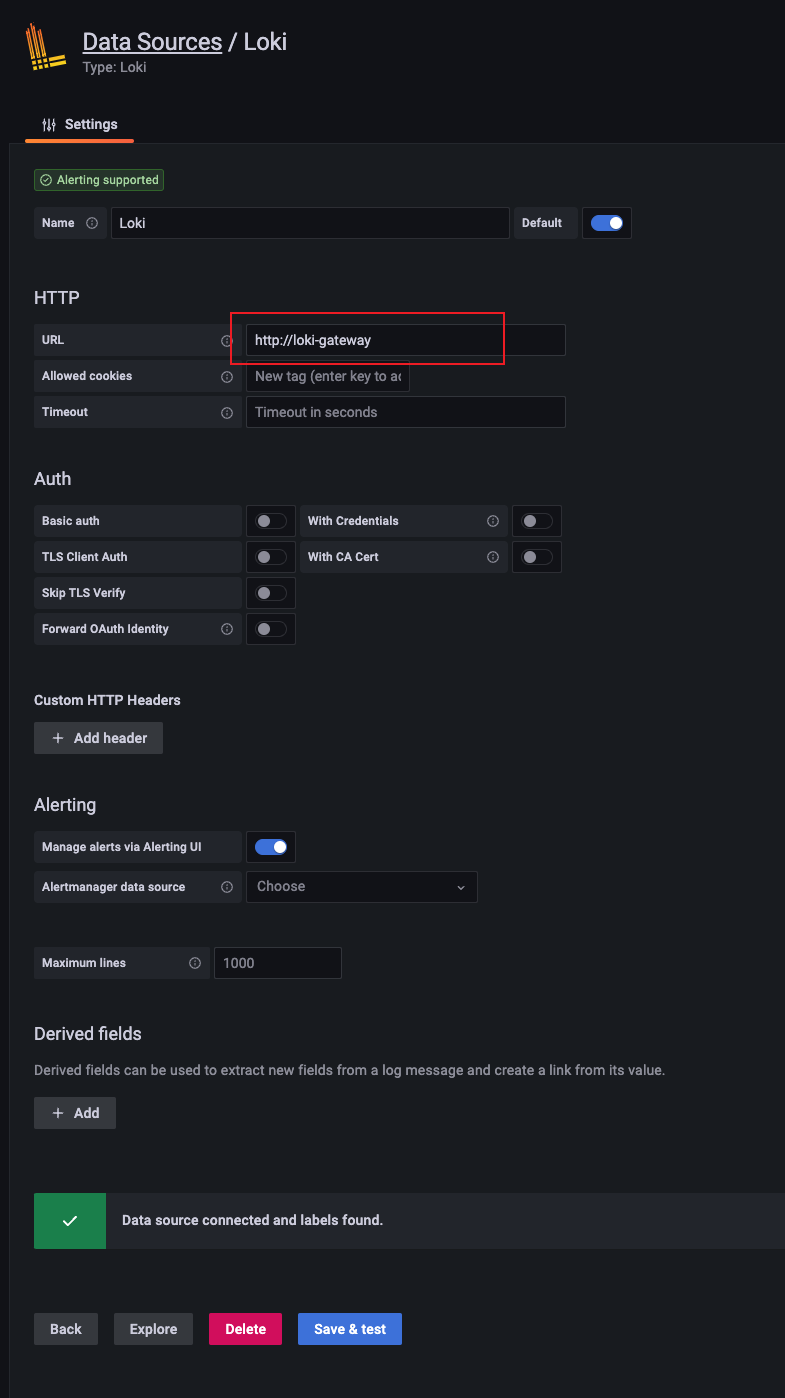 Data Sources / Loki
Type: Loki
Settings
Alerting supported
Name Loki Default
HTTP
URL http://loki-gateway
Allowed cookies New tag (enter key to ac
Timeout Timeout in seconds
Auth
Basic auth With Credentials
TLS Client Auth With CA Cert
Skip TLS Verify
Forward OAuth Identity
Custom HTTP Headers
+ Add header
Alerting
Manage alerts via Alerting UI
Alertmanager data source Choose
Maximum lines 1000
Derived fields
Derived fields can be used to extract new fields from a log message and create a link from its value.
+ Add
Data source connected and labels found.
Back Explore Delete Save & test